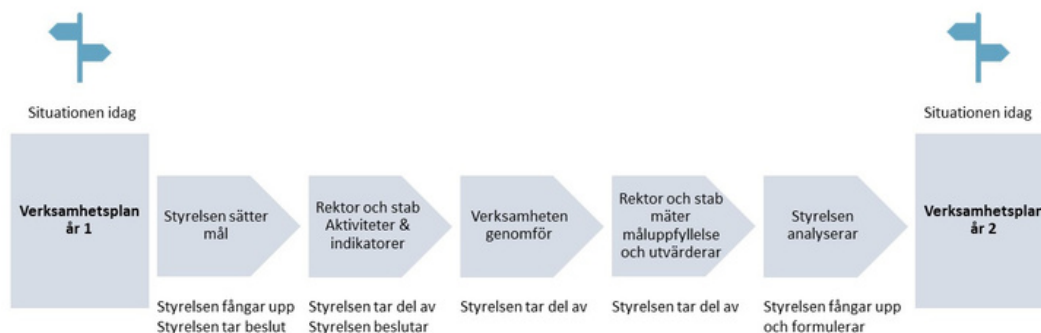 Situationen idag
Situationen idag
Verksamhetsplan
år 1
Styrelsen sätter
mål
Rektor och stab
Aktiviteter &
indikatorer
Verksamheten
genomför
Rektor och stab
mäter
måluppfyllelse
och utvärderar
Styrelsen
analyserar
Verksamhetsplan
år 2
Styrelsen fångar upp
Styrelsen tar beslut
Styrelsen tar del av
Styrelsen beslutar
Styrelsen tar del av
Styrelsen tar del av
Styrelsen fångar upp
och formulerar